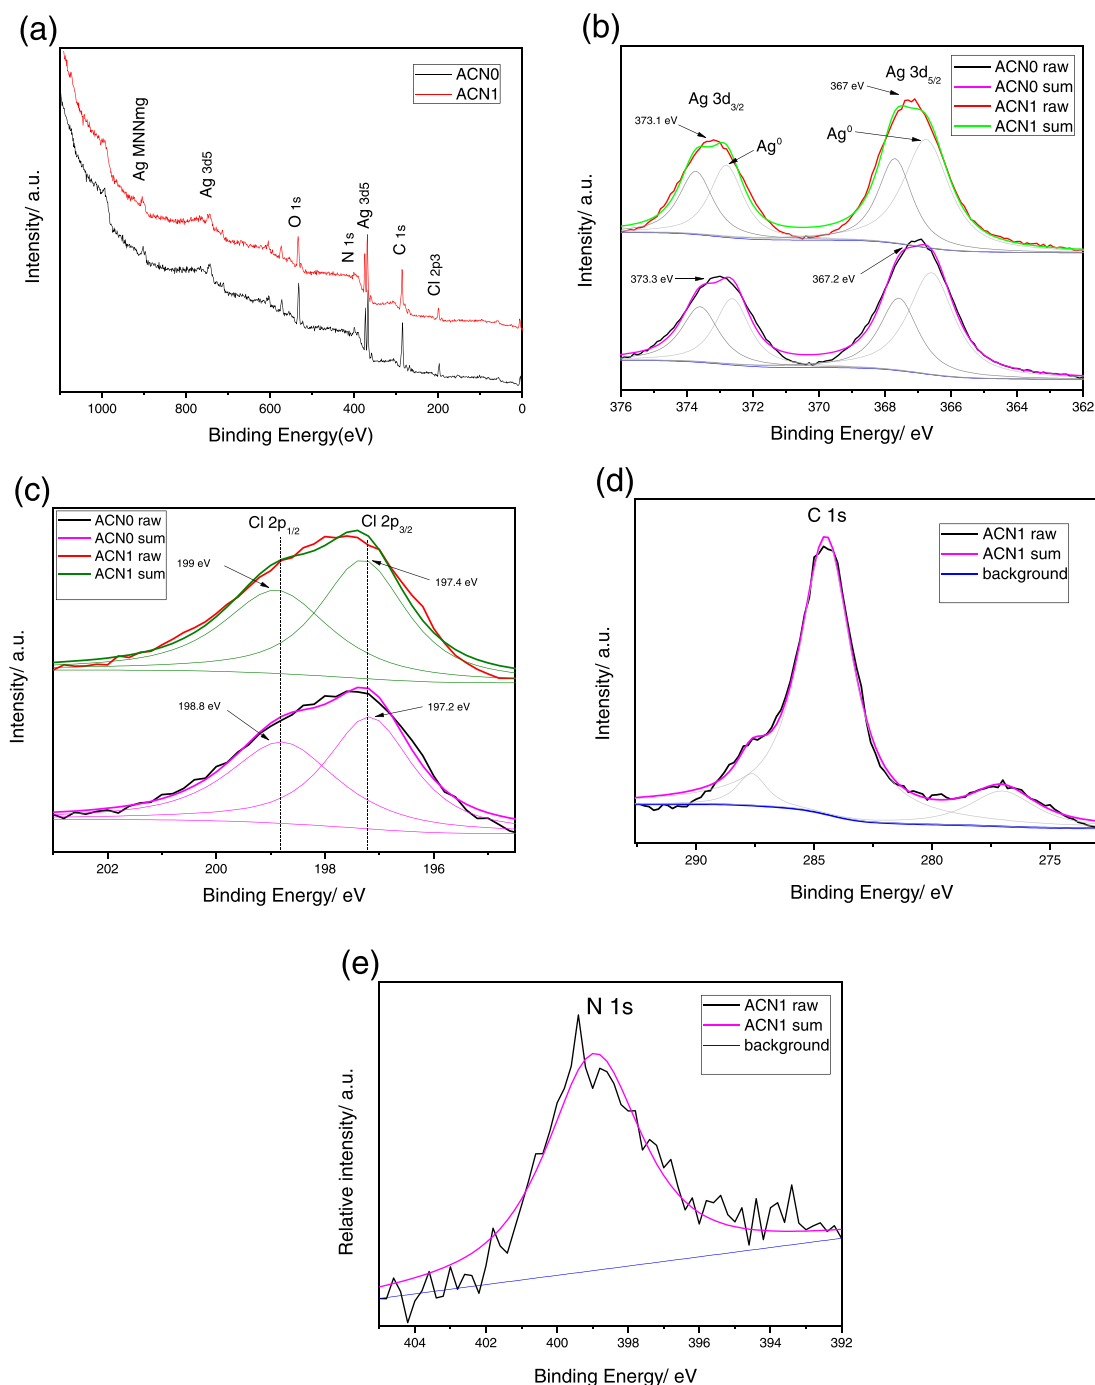 (a)
ACN0
ACN1
Ag MNNmg
Ag 3d5
O 1s
N 1s
Ag 3d5
C 1s
Cl 2p3
Intensity/ a.u.
1000 800 600 400 200 0
Binding Energy(eV)
(b)
ACN0 raw
ACN0 sum
ACN1 raw
ACN1 sum
Ag 3d3/2
Ag 3d5/2
367 eV
373.1 eV
Ag0
Ag0
373.3 eV
367.2 eV
Intensity/ a.u.
376 374 372 370 368 366 364 362
Binding Energy/ eV
(c)
ACN0 raw
ACN0 sum
ACN1 raw
ACN1 sum
Cl 2p1/2
Cl 2p3/2
199 eV
197.4 eV
198.8 eV
197.2 eV
Intensity/ a.u.
202 200 198 196
Binding Energy/ eV
(d)
C 1s
ACN1 raw
ACN1 sum
background
Intensity/ a.u.
290 285 280 275
Binding Energy/ eV
(e)
N 1s
ACN1 raw
ACN1 sum
background
Relative intensity/ a.u.
404 402 400 398 396 394 392
Binding Energy/ eV